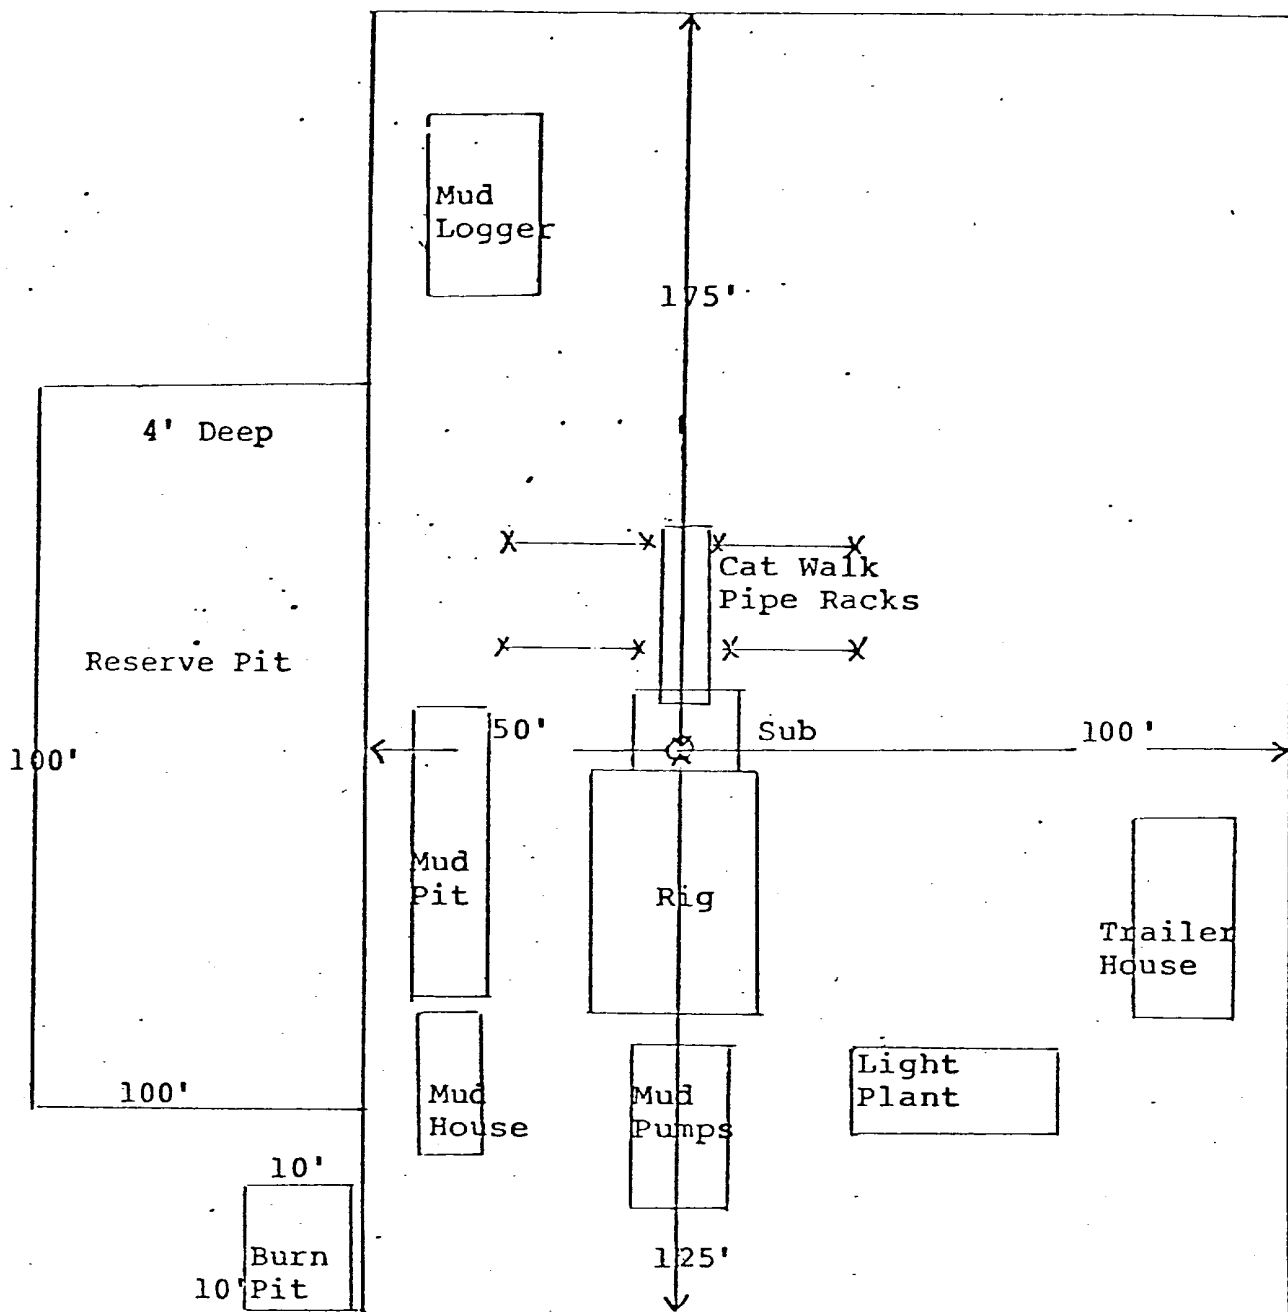 Mud
Logger
175'
4' Deep
Cat Walk
Pipe Racks
Reserve Pit
50'
Sub
100'
100'
Mud
Pit
Rig
Trailer
House
Light
Plant
100'
Mud
House
Mud
Pumps
10'
Burn
10' Pit
125'